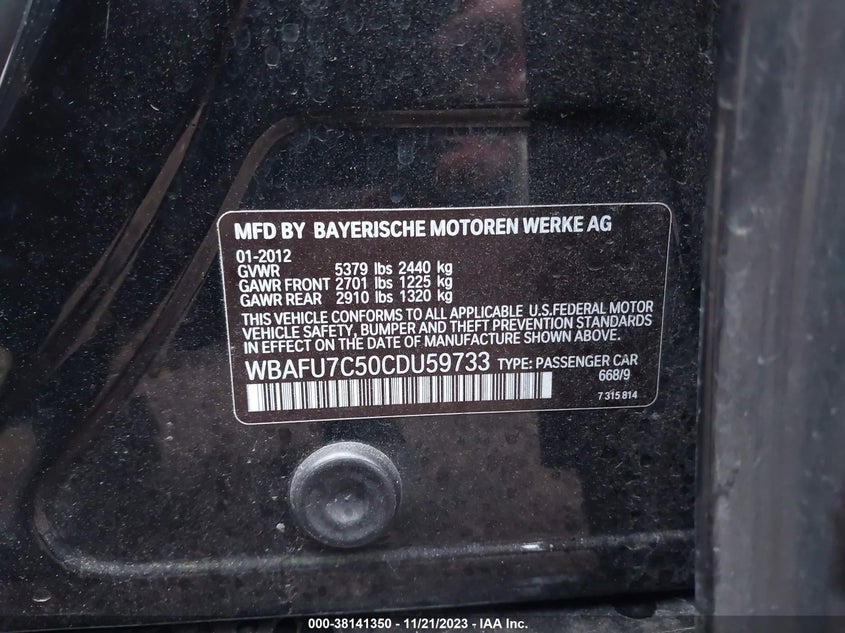 MFD BY BAYERISCHE MOTOREN WERKE AG
01-2012
GVWR 5379 lbs 2440 kg
GAWR FRONT 2701 lbs 1225 kg
GAWR REAR 2910 lbs 1320 kg
THIS VEHICLE CONFORMS TO ALL APPLICABLE U.S.FEDERAL MOTOR
VEHICLE SAFETY, BUMPER AND THEFT PREVENTION STANDARDS
IN EFFECT ON THE DATE OF MANUFACTURE SHOWN ABOVE.
WBAFU7C50CDU59733 TYPE: PASSENGER CAR
668/9
7 315 814
000-38141350 - 11/21/2023 - IAA Inc.